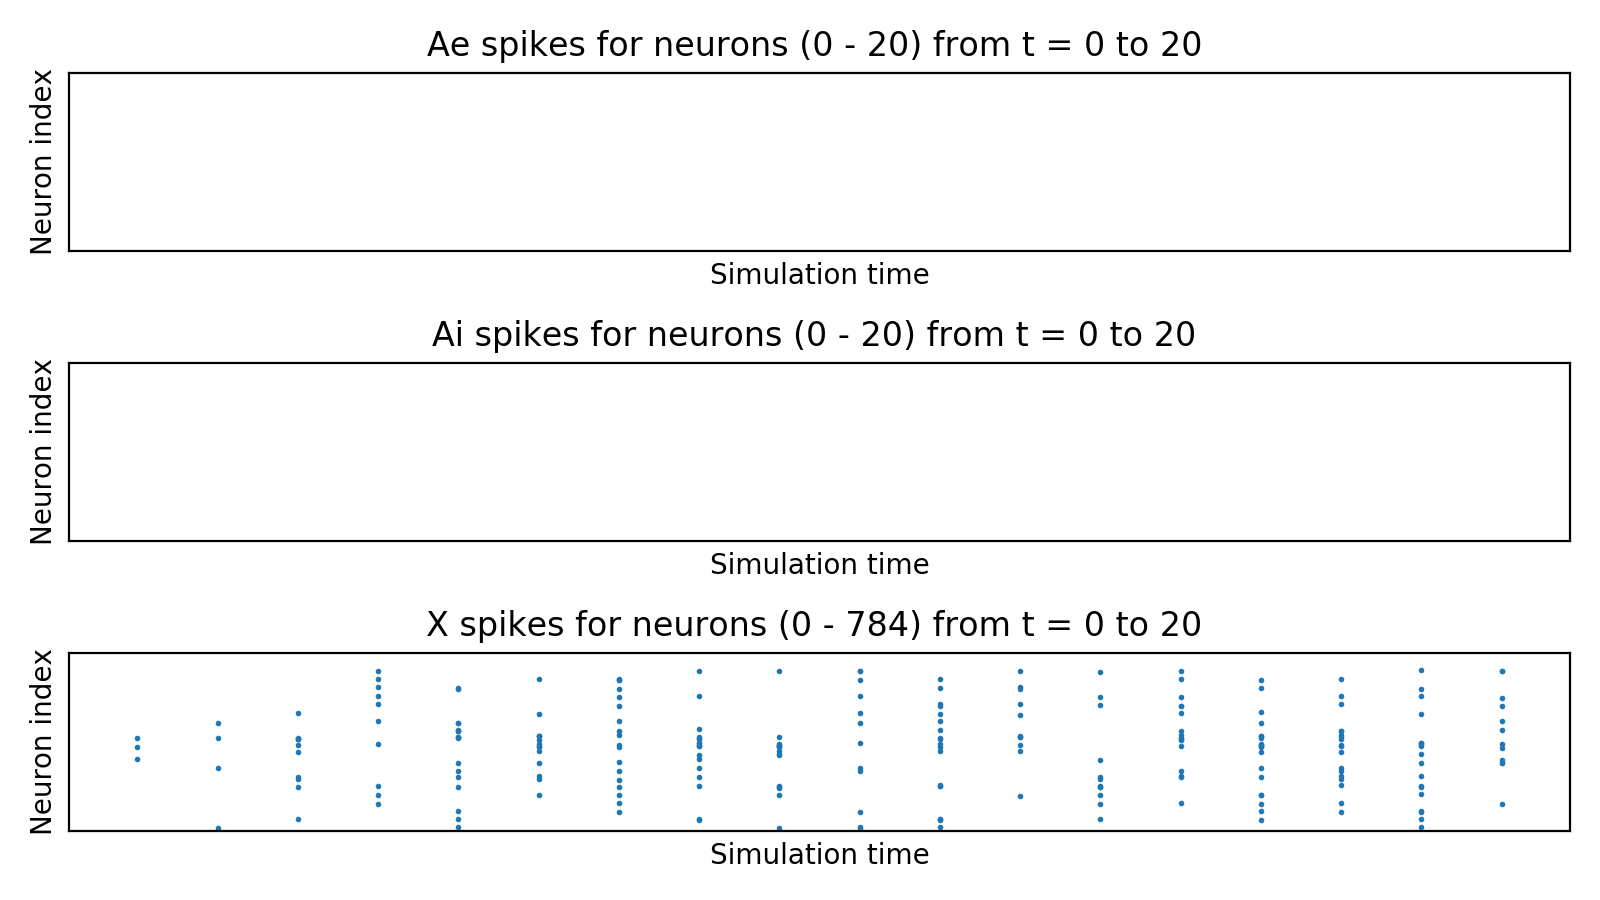 Ae spikes for neurons (0 - 20) from t = 0 to 20
Neuron index
Simulation time
Ai spikes for neurons (0 - 20) from t = 0 to 20
Neuron index
Simulation time
X spikes for neurons (0 - 784) from t = 0 to 20
Neuron index
Simulation time